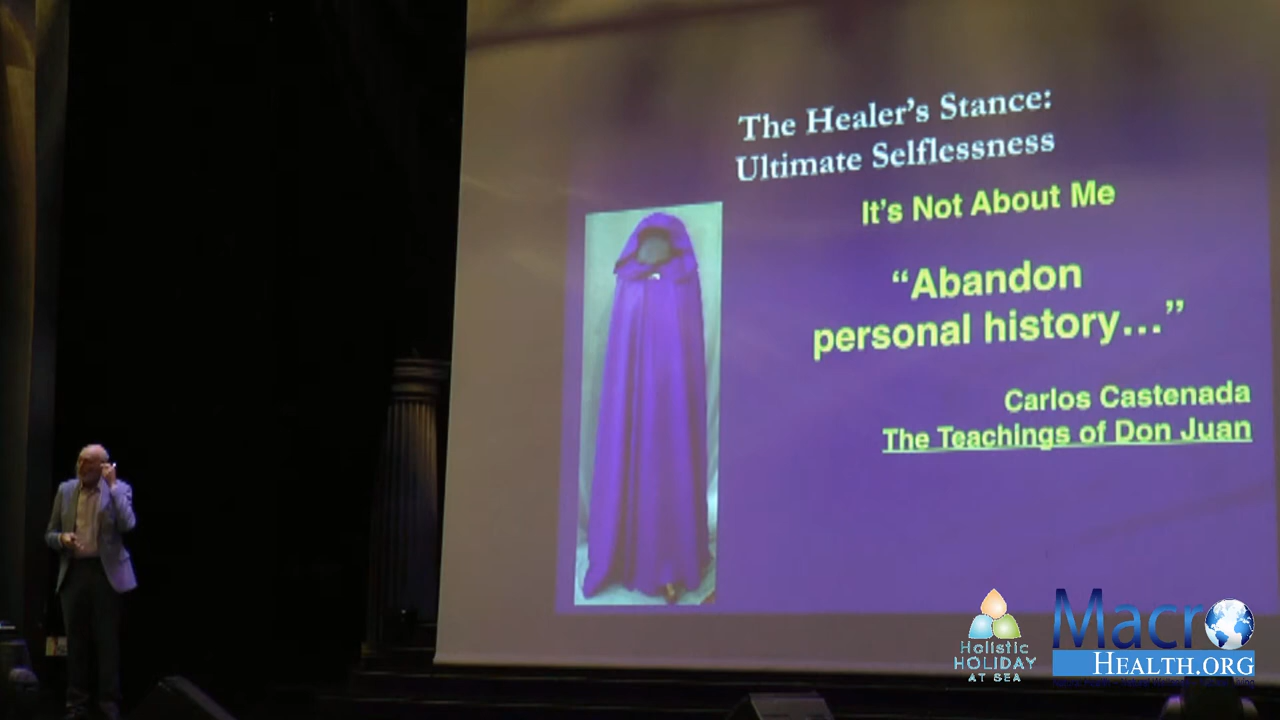 The Healer's Stance:
Ultimate Selflessness
It's Not About Me
“Abandon
personal history...”
Carlos Castenada
The Teachings of Don Juan
Holistic
HOLIDAY
AT SEA
Macro
HEALTH.ORG